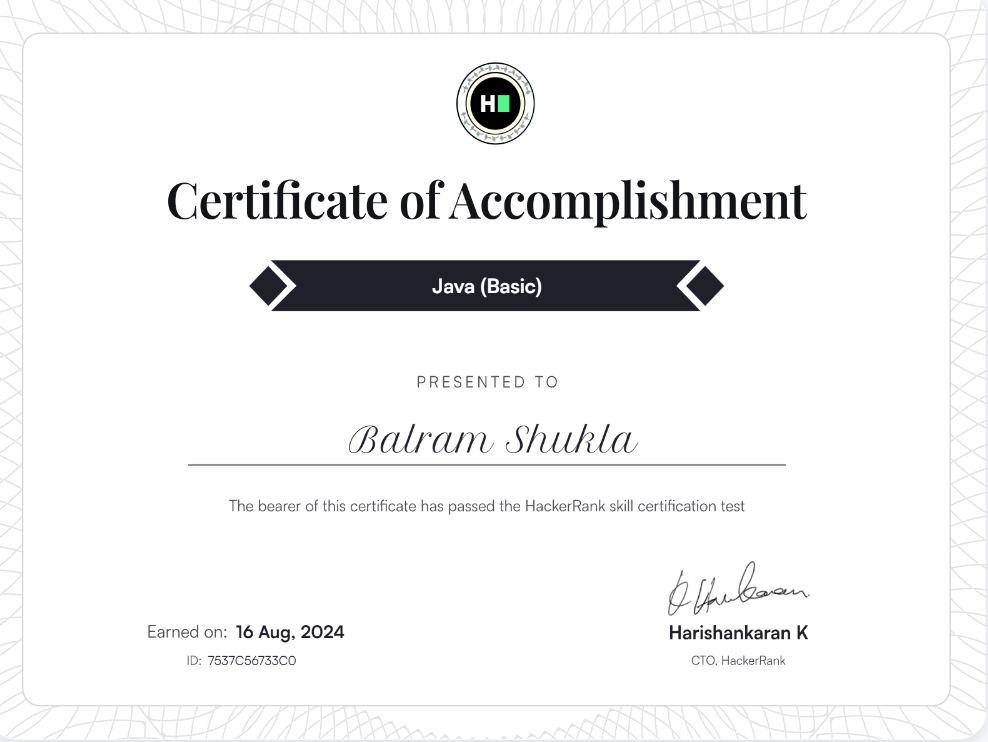 H
Certificate of Accomplishment
Java (Basic)
PRESENTED TO
Balram Shukla
The bearer of this certificate has passed the HackerRank skill certification test
Earned on: 16 Aug, 2024
ID: 7537C56733C0
Harishankaran K
CTO, HackerRank